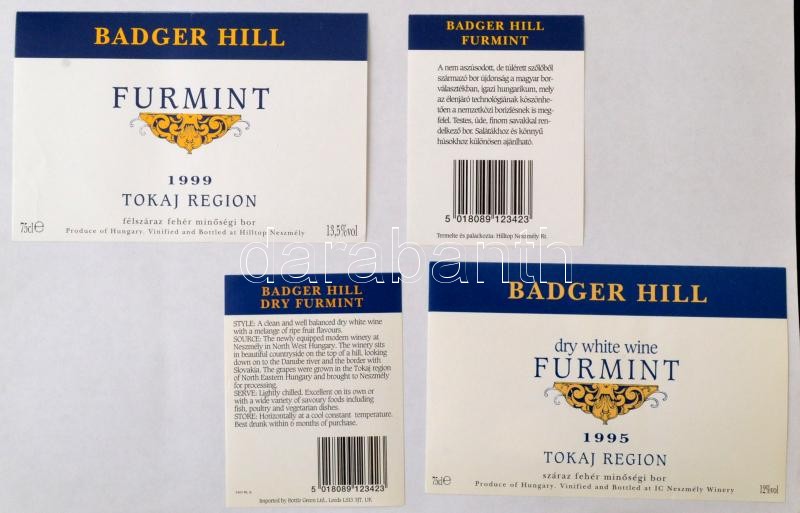 BADGER HILL
FURMINT
1999
TOKAJ REGION
félszáraz fehér minőségi bor
75cl e
Produce of Hungary. Vinified and Bottled at Hilltop Neszmély
13,5%vol
BADGER HILL
FURMINT
A nem aszúsodott, de túlérett szőlőből
származó bor újdonság a magyar bor-
választékban, igazi hungarikum, mely
az élenjáró technológiának köszönhe-
tően a nemzetközi borízlésnek is meg-
felel. Testes, üde, finom savakkal ren-
delkező bor. Salátákhoz és könnyű
húsokhoz különösen ajánlható.
5 018089 123423
Termelte és palackozta: Hilltop Neszmély Rt.
darabanth
BADGER HILL
DRY FURMINT
STYLE: A clean and well balanced dry white wine
with a melange of ripe fruit flavours.
SOURCE: The newly equipped modern winery at
Neszmély in North West Hungary. The winery sits
in beautiful countryside on the top of a hill, looking
down on to the Danube river and the border with
Slovakia. The grapes were grown in the Tokaj region
of North Eastern Hungary and brought to Neszmély
for processing.
SERVE: Lightly chilled. Excellent on its own or
with a wide variety of savoury foods including
fish, poultry and vegetarian dishes.
STORE: Horizontally at a cool constant temperature.
Best drunk within 6 months of purchase.
5 018089 123423
Imported by Bottle Green Ltd., Leeds LS13 3JT, UK
BADGER HILL
dry white wine
FURMINT
1995
TOKAJ REGION
száraz fehér minőségi bor
75cl e
Produce of Hungary. Vinified and Bottled at IC Neszmély Winery
12%vol